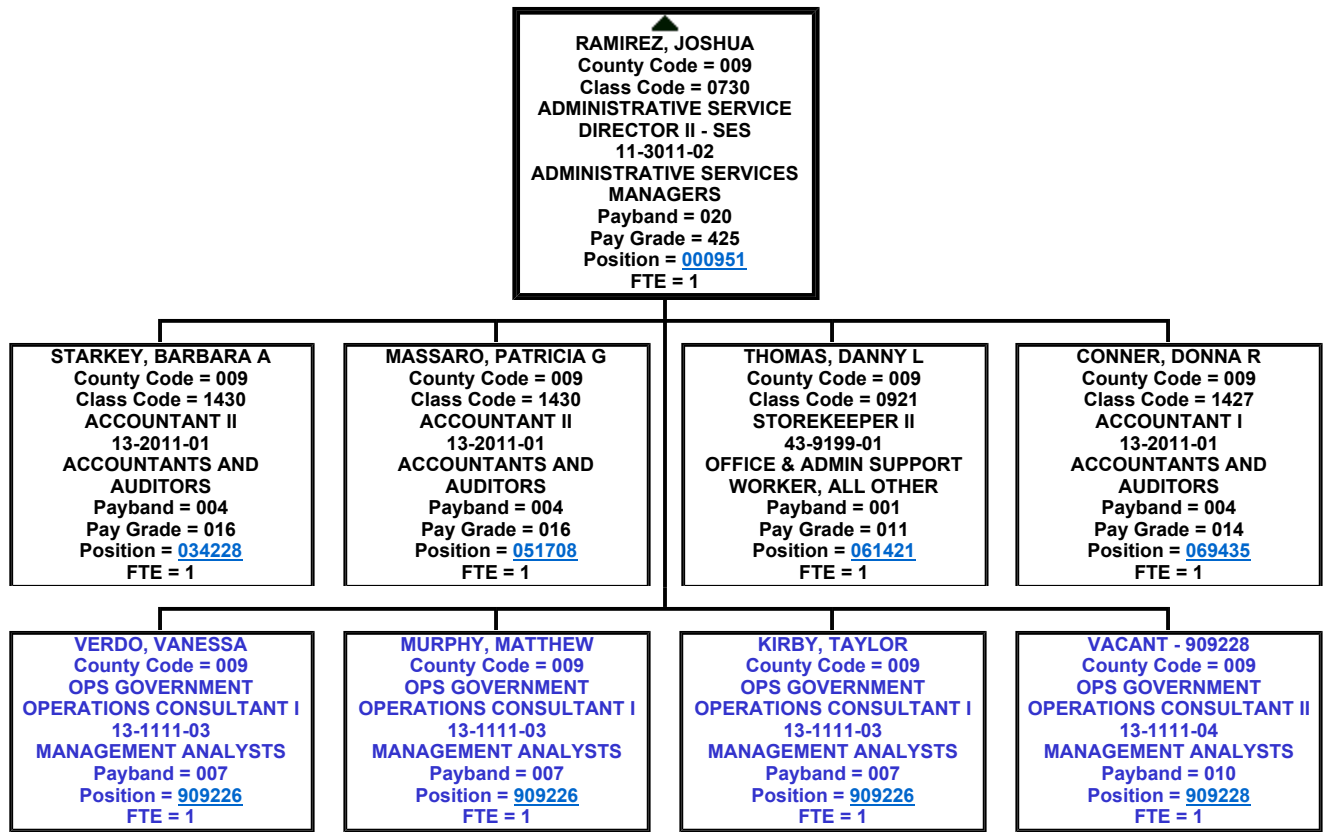 RAMIREZ, JOSHUA
County Code = 009
Class Code = 0730
ADMINISTRATIVE SERVICE
DIRECTOR II - SES
11-3011-02
ADMINISTRATIVE SERVICES
MANAGERS
Payband = 020
Pay Grade = 425
Position = 000951
FTE = 1
STARKEY, BARBARA A
County Code = 009
Class Code = 1430
ACCOUNTANT II
13-2011-01
ACCOUNTANTS AND
AUDITORS
Payband = 004
Pay Grade = 016
Position = 034228
FTE = 1
MASSARO, PATRICIA G
County Code = 009
Class Code = 1430
ACCOUNTANT II
13-2011-01
ACCOUNTANTS AND
AUDITORS
Payband = 004
Pay Grade = 016
Position = 051708
FTE = 1
THOMAS, DANNY L
County Code = 009
Class Code = 0921
STOREKEEPER II
43-9199-01
OFFICE & ADMIN SUPPORT
WORKER, ALL OTHER
Payband = 001
Pay Grade = 011
Position = 061421
FTE = 1
CONNER, DONNA R
County Code = 009
Class Code = 1427
ACCOUNTANT I
13-2011-01
ACCOUNTANTS AND
AUDITORS
Payband = 004
Pay Grade = 014
Position = 069435
FTE = 1
VERDO, VANESSA
County Code = 009
OPS GOVERNMENT
OPERATIONS CONSULTANT I
13-1111-03
MANAGEMENT ANALYSTS
Payband = 007
Position = 909226
FTE = 1
MURPHY, MATTHEW
County Code = 009
OPS GOVERNMENT
OPERATIONS CONSULTANT I
13-1111-03
MANAGEMENT ANALYSTS
Payband = 007
Position = 909226
FTE = 1
KIRBY, TAYLOR
County Code = 009
OPS GOVERNMENT
OPERATIONS CONSULTANT I
13-1111-03
MANAGEMENT ANALYSTS
Payband = 007
Position = 909226
FTE = 1
VACANT - 909228
County Code = 009
OPS GOVERNMENT
OPERATIONS CONSULTANT II
13-1111-04
MANAGEMENT ANALYSTS
Payband = 010
Position = 909228
FTE = 1